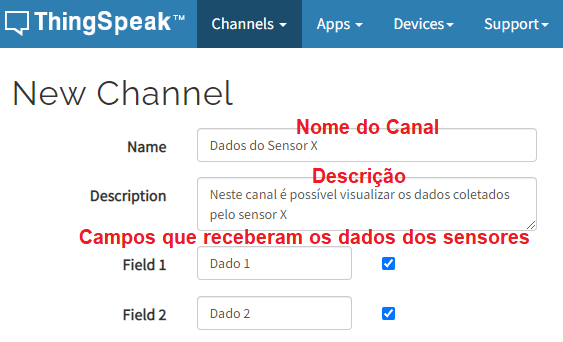 ThingSpeak™ Channels Apps Devices Support
New Channel
Nome do Canal
Name Dados do Sensor X
Descrição
Description Neste canal é possível visualizar os dados coletados
pelo sensor X
Campos que receberam os dados dos sensores
Field 1 Dado 1
Field 2 Dado 2